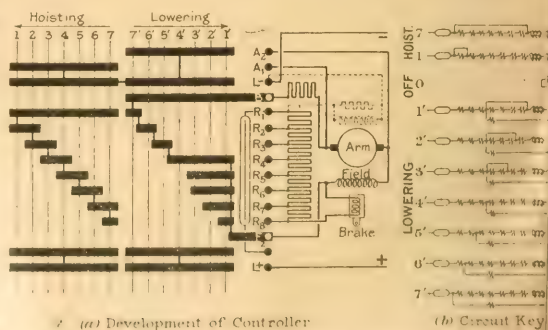 Hoisting Lowering
1 2 3 4 5 6 7 7' 6' 5' 4' 3' 2' 1'
A2
A1
L-
R1
R2
R3
R4
R5
R6
R7
R8
L+
−
+
Arm
Field
Brake
HOIST.
OFF
LOWERING
7
1
0
1'
2'
3'
4'
5'
6'
7'
(a) Development of Controller
(b) Circuit Key